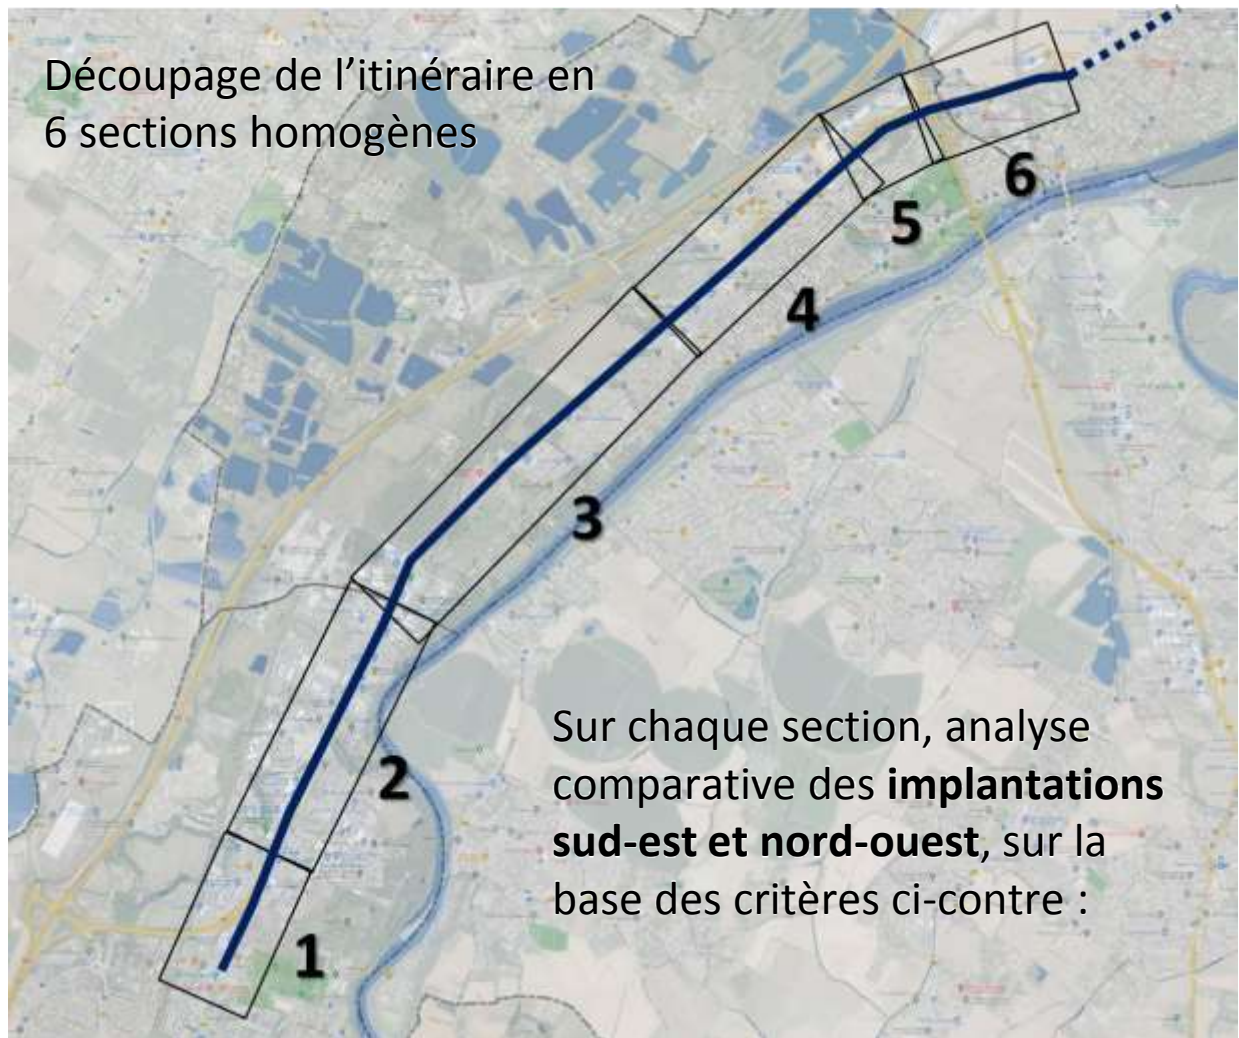 Découpage de l’itinéraire en
6 sections homogènes
6
5
4
3
2
1
Sur chaque section, analyse
comparative des implantations
sud-est et nord-ouest, sur la
base des critères ci-contre :